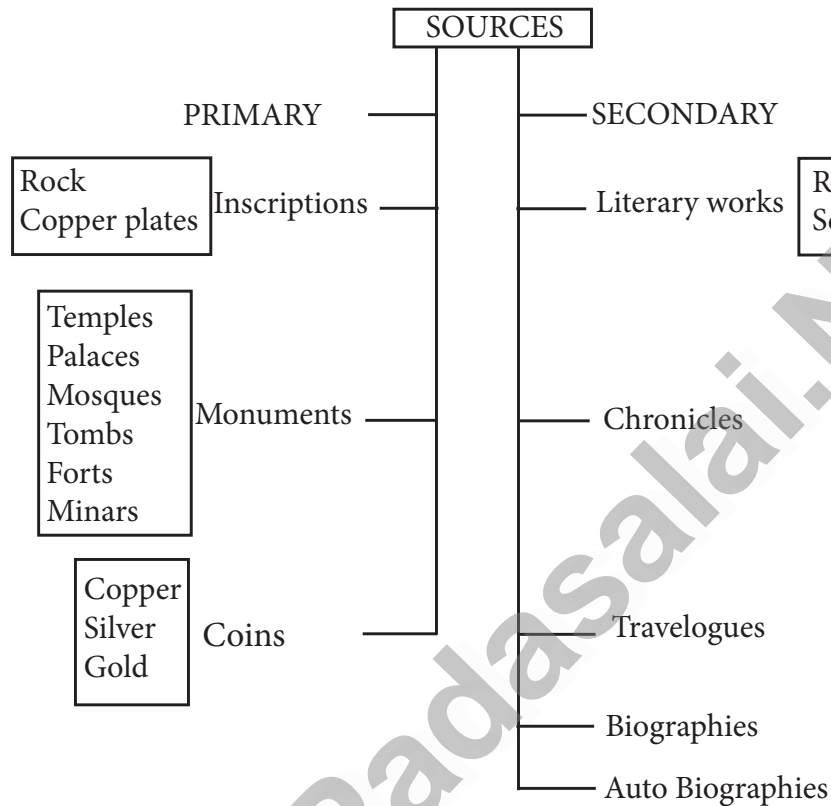 SOURCES
PRIMARY
SECONDARY
Rock
Copper plates
Inscriptions
Literary works
Temples
Palaces
Mosques
Tombs
Forts
Minars
Monuments
Chronicles
Copper
Silver
Gold
Coins
Travelogues
Biographies
Auto Biographies
Padasalai.N